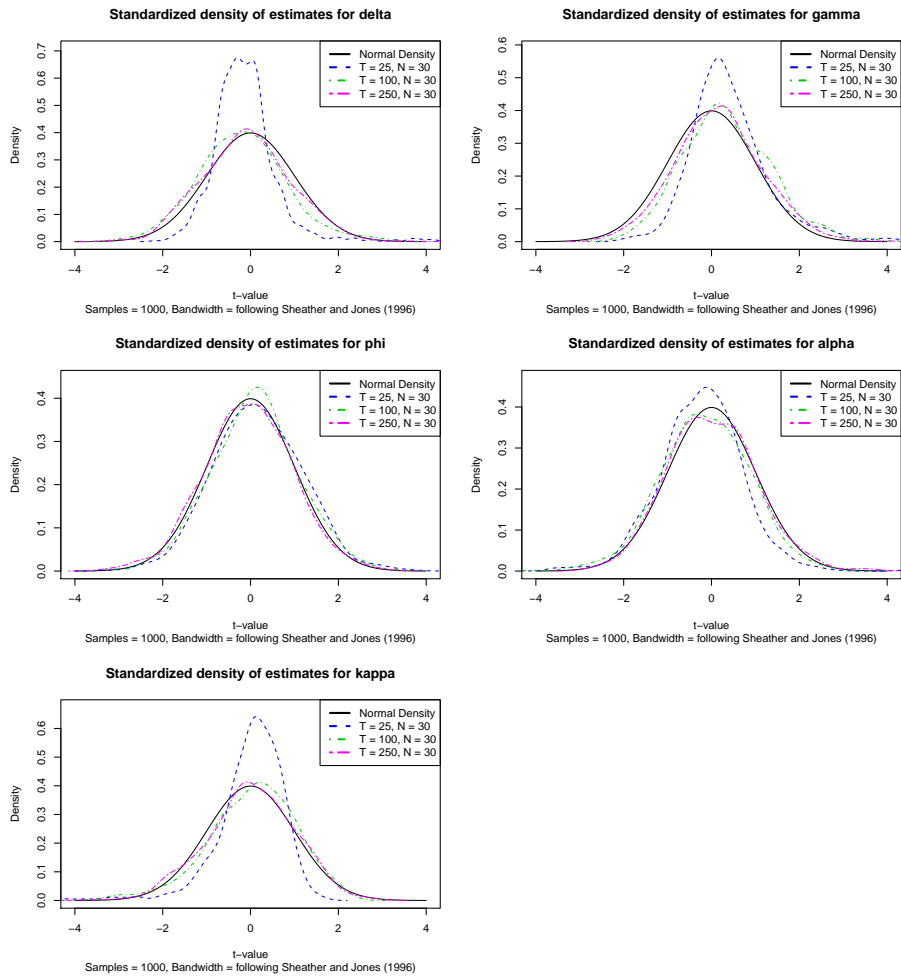 Standardized density of estimates for delta
Density
0.0 0.1 0.2 0.3 0.4 0.5 0.6 0.7
Normal Density
T = 25, N = 30
T = 100, N = 30
T = 250, N = 30
−4 −2 0 2 4
t−value
Samples = 1000, Bandwidth = following Sheather and Jones (1996)
Standardized density of estimates for gamma
Density
0.0 0.1 0.2 0.3 0.4 0.5 0.6
Normal Density
T = 25, N = 30
T = 100, N = 30
T = 250, N = 30
−4 −2 0 2 4
t−value
Samples = 1000, Bandwidth = following Sheather and Jones (1996)
Standardized density of estimates for phi
Density
0.0 0.1 0.2 0.3 0.4
Normal Density
T = 25, N = 30
T = 100, N = 30
T = 250, N = 30
−4 −2 0 2 4
t−value
Samples = 1000, Bandwidth = following Sheather and Jones (1996)
Standardized density of estimates for alpha
Density
0.0 0.1 0.2 0.3 0.4
Normal Density
T = 25, N = 30
T = 100, N = 30
T = 250, N = 30
−4 −2 0 2 4
t−value
Samples = 1000, Bandwidth = following Sheather and Jones (1996)
Standardized density of estimates for kappa
Density
0.0 0.1 0.2 0.3 0.4 0.5 0.6
Normal Density
T = 25, N = 30
T = 100, N = 30
T = 250, N = 30
−4 −2 0 2 4
t−value
Samples = 1000, Bandwidth = following Sheather and Jones (1996)